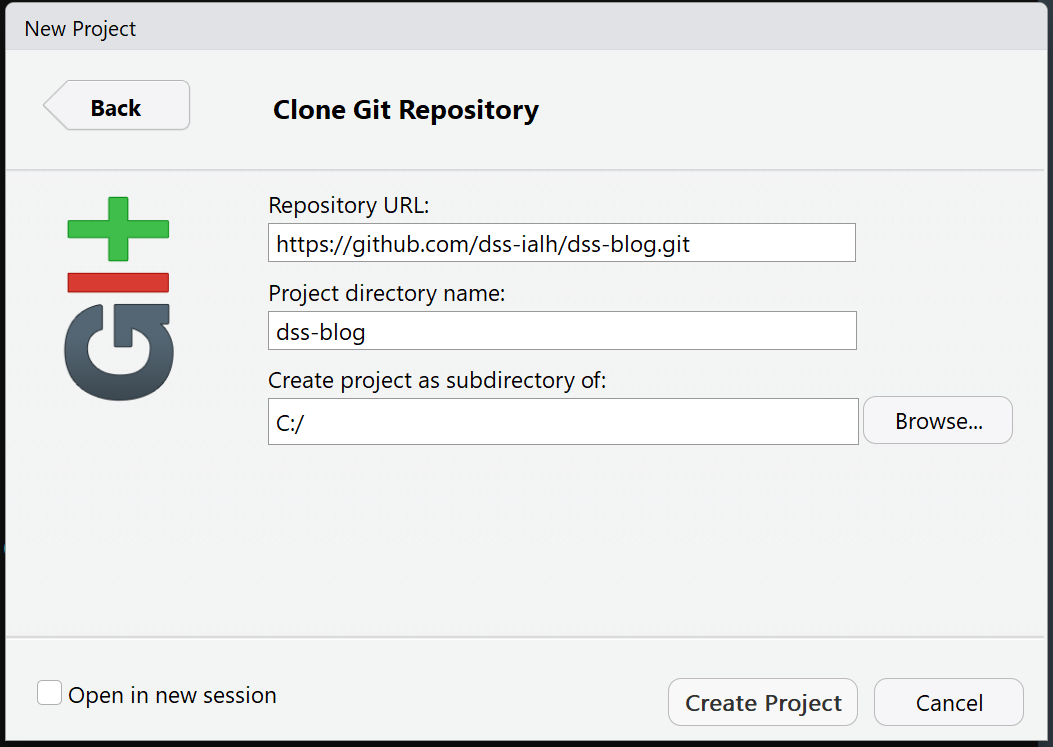 New Project
Back
Clone Git Repository
GIT
Repository URL:
https://github.com/dss-ialh/dss-blog.git
Project directory name:
dss-blog
Create project as subdirectory of:
C:/
Browse...
Open in new session
Create Project
Cancel